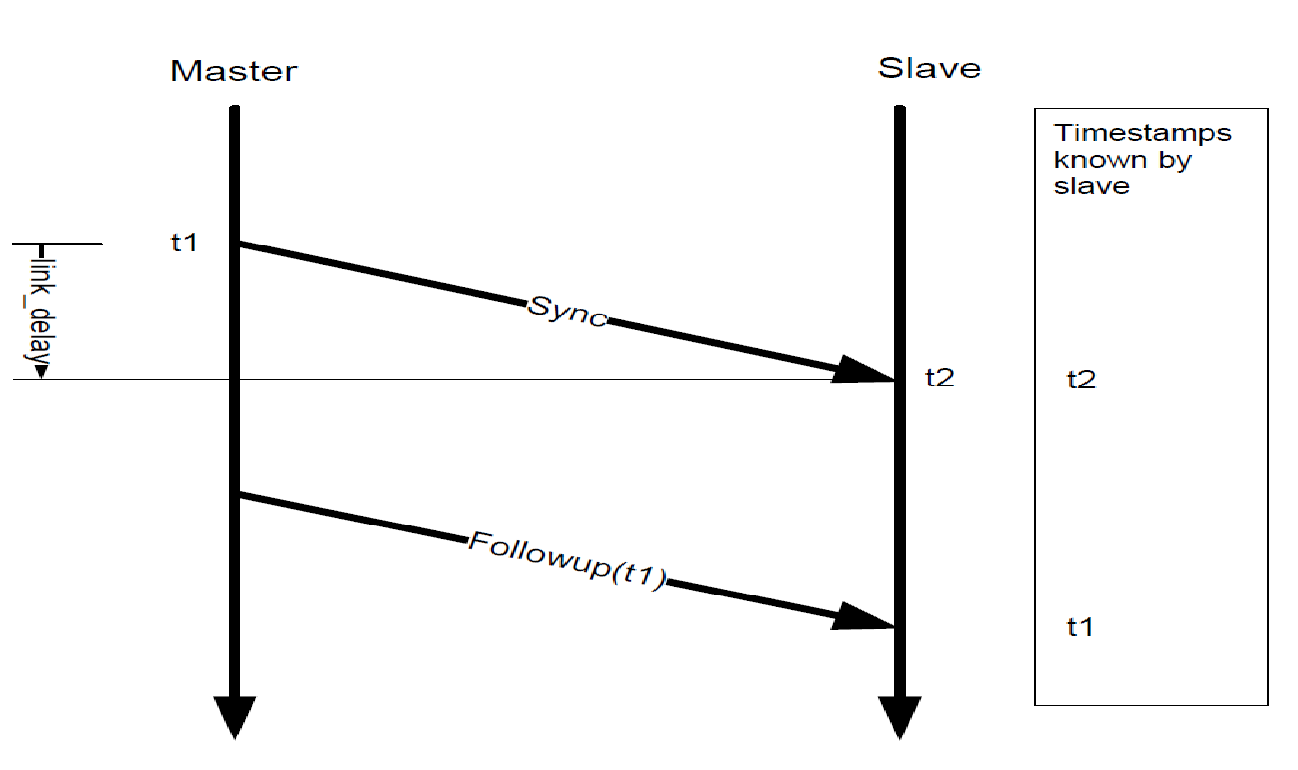 Master
Slave
Timestamps
known by
slave
t1
link_delay
Sync
t2
t2
Followup(t1)
t1